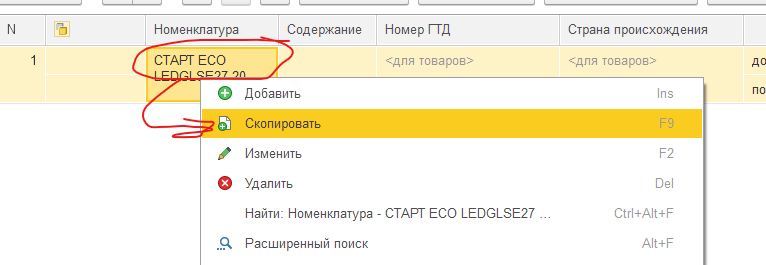 N Номенклатура Содержание Номер ГТД Страна происхождения
1 СТАРТ ECO <для товаров> <для товаров> до
LEDGLSE27 20
по
Добавить Ins
Скопировать F9
Изменить F2
Удалить Del
Найти: Номенклатура - СТАРТ ECO LEDGLSE27 ... Ctrl+Alt+F
Расширенный поиск Alt+F